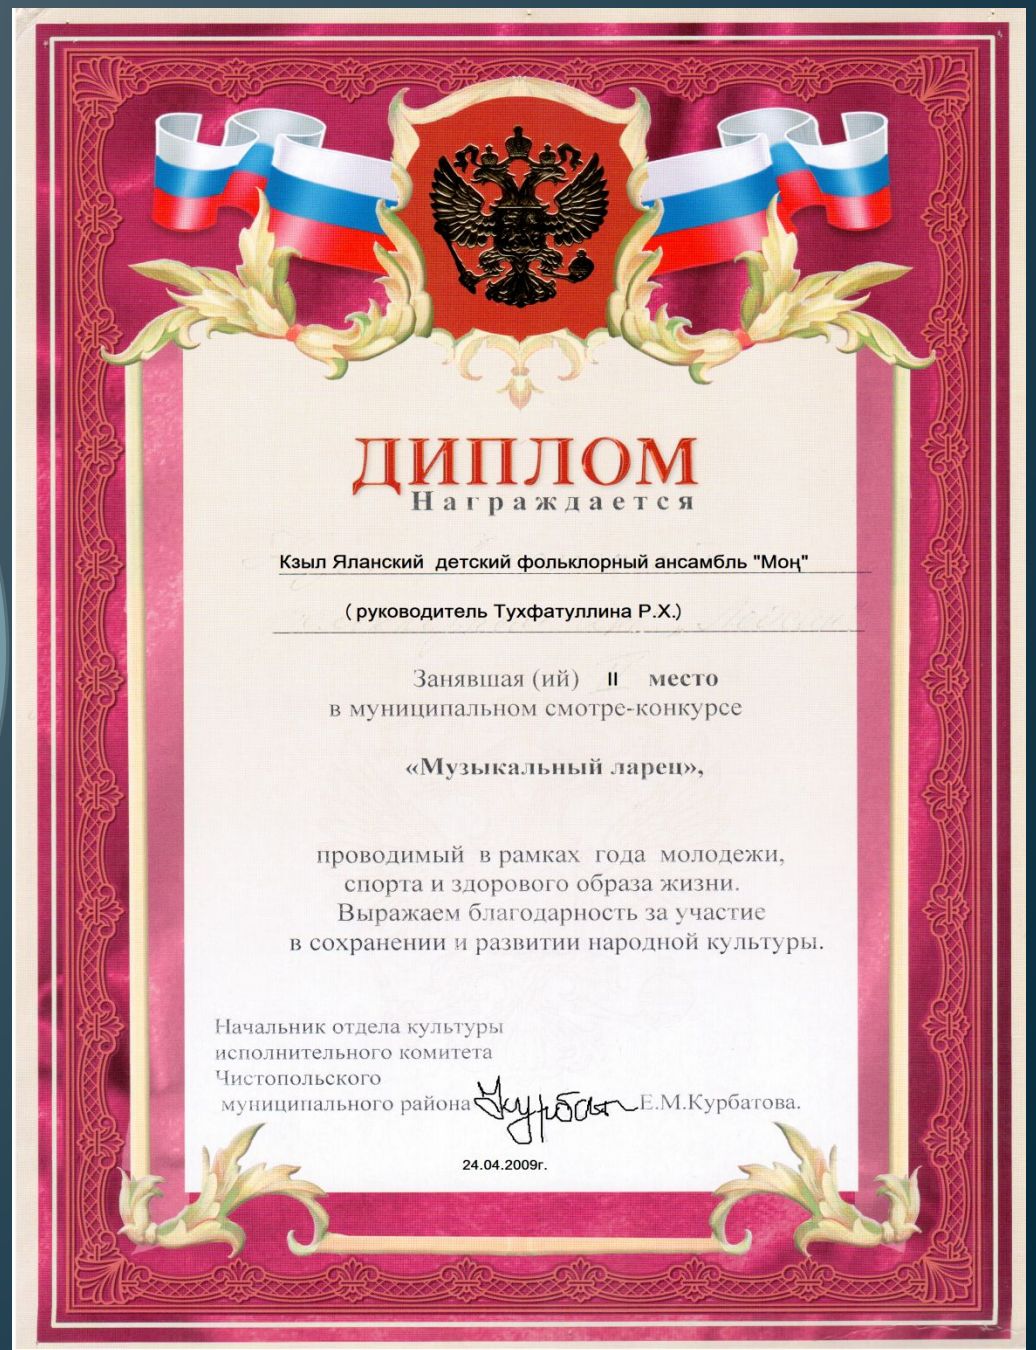 ДИПЛОМ
Награждается
Кзыл Яланский детский фольклорный ансамбль "Моң"
( руководитель Тухфатуллина Р.Х.)
Занявшая (ий) II место
в муниципальном смотре-конкурсе
«Музыкальный ларец»,
проводимый в рамках года молодежи,
спорта и здорового образа жизни.
Выражаем благодарность за участие
в сохранении и развитии народной культуры.
Начальник отдела культуры
исполнительного комитета
Чистопольского
муниципального района Е.М.Курбатова.
24.04.2009г.